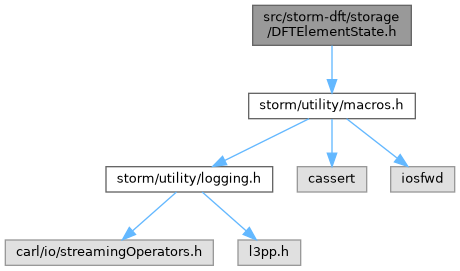 src/storm-dft/storage
/DFTElementState.h
storm/utility/macros.h
storm/utility/logging.h
cassert
iosfwd
carl/io/streamingOperators.h
l3pp.h